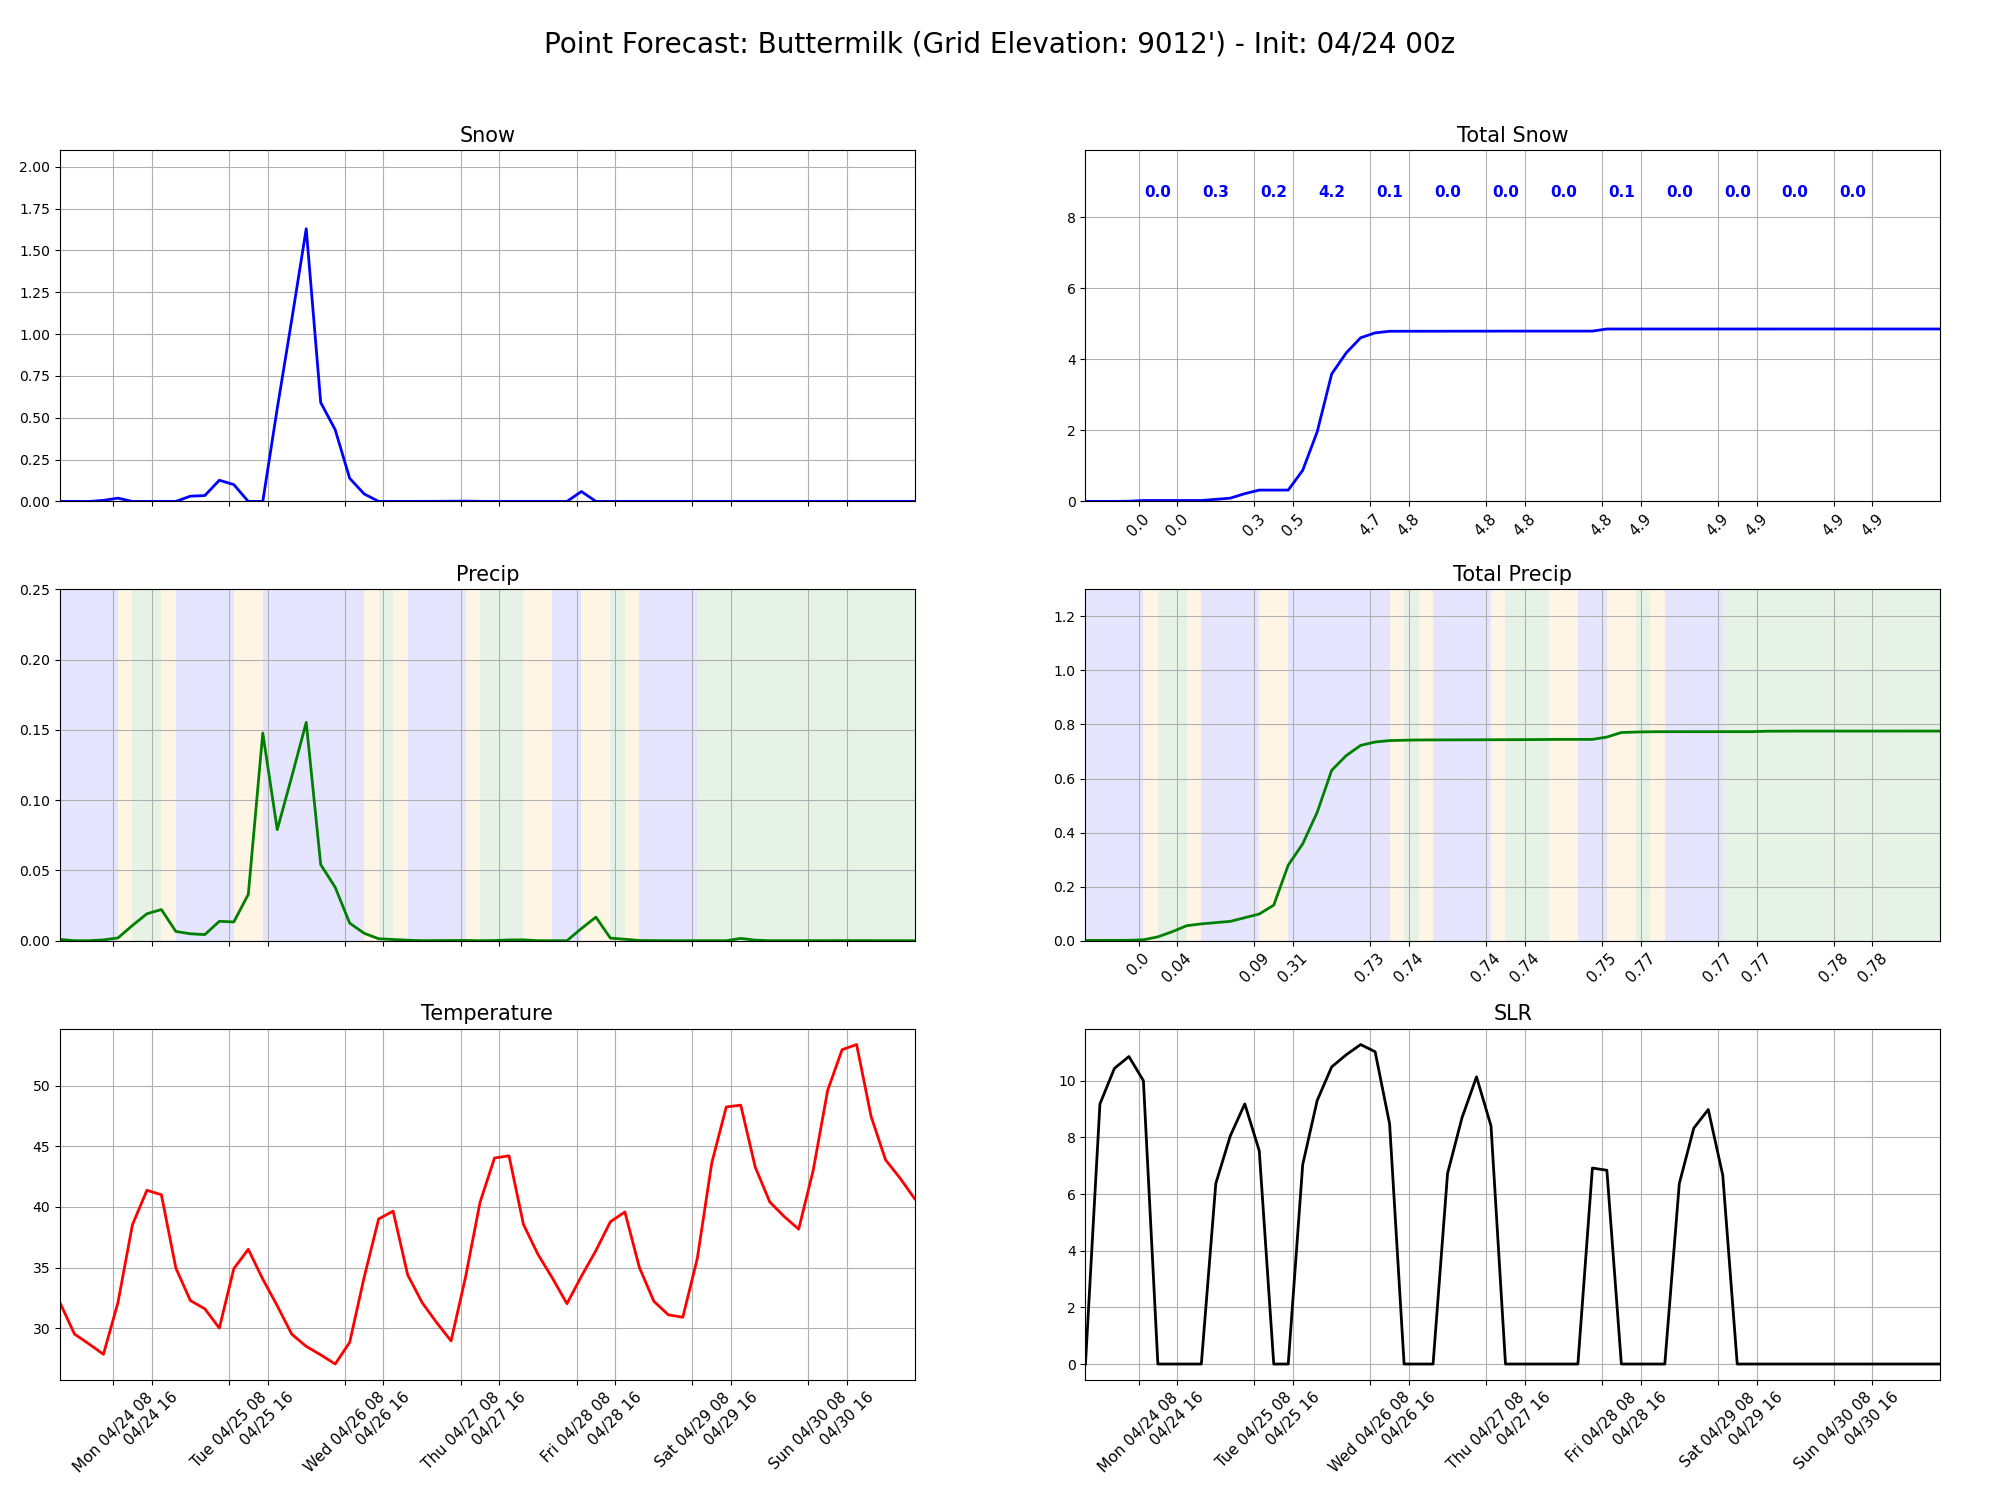 Point Forecast: Buttermilk (Grid Elevation: 9012') - Init: 04/24 00z
Snow
2.00
1.75
1.50
1.25
1.00
0.75
0.50
0.25
0.00
Total Snow
0.0 0.3 0.2 4.2 0.1 0.0 0.0 0.0 0.1 0.0 0.0 0.0 0.0
8
6
4
2
0
0.0 0.0 0.3 0.5 4.7 4.8 4.8 4.8 4.8 4.9 4.9 4.9 4.9 4.9
Precip
0.25
0.20
0.15
0.10
0.05
0.00
Total Precip
1.2
1.0
0.8
0.6
0.4
0.2
0.0
0.0 0.04 0.09 0.31 0.73 0.74 0.74 0.74 0.75 0.77 0.77 0.77 0.78 0.78
Temperature
50
45
40
35
30
Mon 04/24 08
04/24 16
Tue 04/25 08
04/25 16
Wed 04/26 08
04/26 16
Thu 04/27 08
04/27 16
Fri 04/28 08
04/28 16
Sat 04/29 08
04/29 16
Sun 04/30 08
04/30 16
SLR
10
8
6
4
2
0
Mon 04/24 08
04/24 16
Tue 04/25 08
04/25 16
Wed 04/26 08
04/26 16
Thu 04/27 08
04/27 16
Fri 04/28 08
04/28 16
Sat 04/29 08
04/29 16
Sun 04/30 08
04/30 16